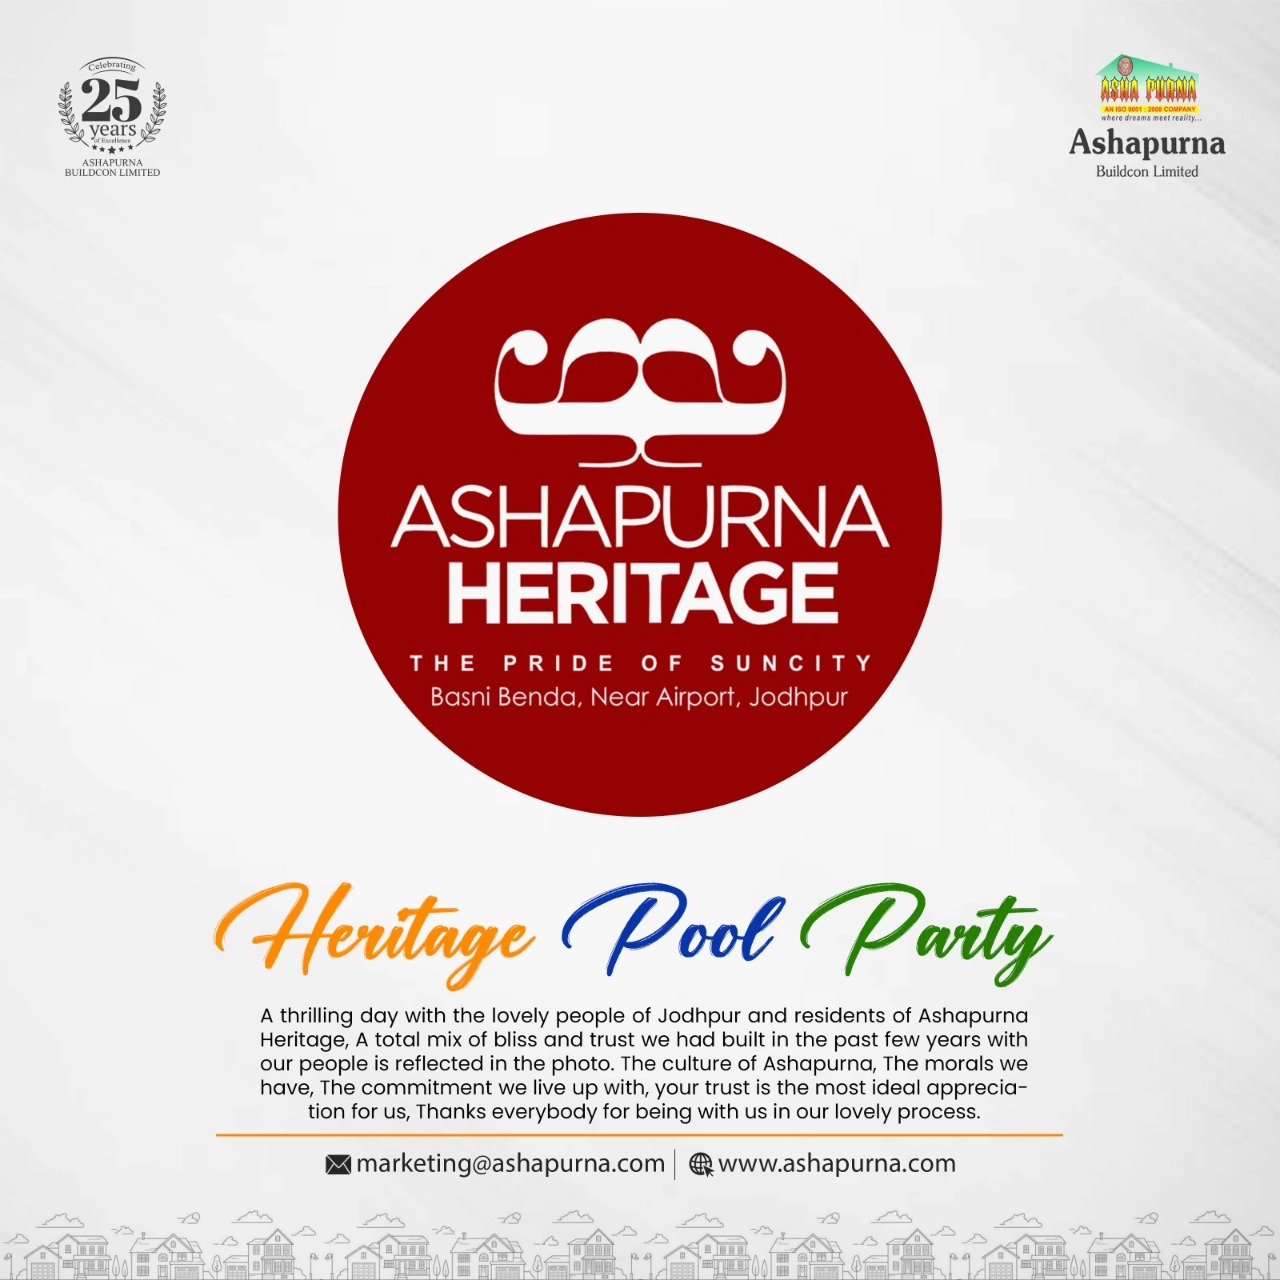 Celebrating
25
years
of Excellence
ASHAPURNA
BUILDCON LIMITED
ASHA PURNA
AN ISO 9001 : 2008 COMPANY
where dreams meet reality...
Ashapurna
Buildcon Limited
ASHAPURNA
HERITAGE
THE PRIDE OF SUNCITY
Basni Benda, Near Airport, Jodhpur
Heritage Pool Party
A thrilling day with the lovely people of Jodhpur and residents of Ashapurna
Heritage, A total mix of bliss and trust we had built in the past few years with
our people is reflected in the photo. The culture of Ashapurna, The morals we
have, The commitment we live up with, your trust is the most ideal apprecia-
tion for us, Thanks everybody for being with us in our lovely process.
marketing@ashapurna.com | www.ashapurna.com